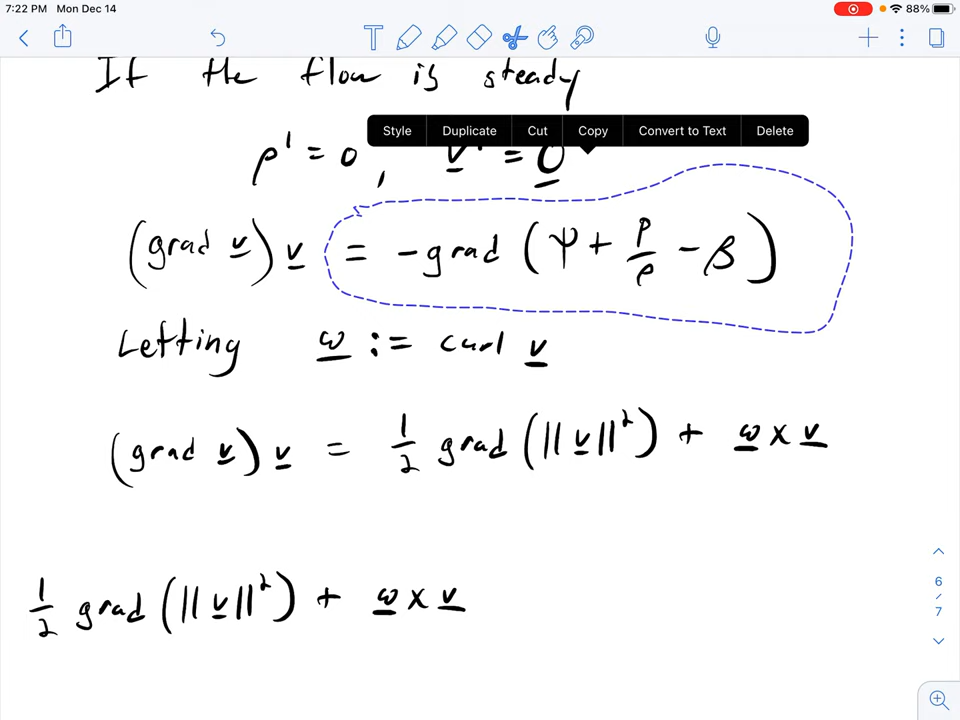 7:22 PM Mon Dec 14 88%
If the flow is steady
Style Duplicate Cut Copy Convert to Text Delete
ρ' = 0, v' = 0
(grad v) v = -grad (ψ + p/ρ - β)
Letting ω := curl v
(grad v) v = 1/2 grad (||v||²) + ω x v
1/2 grad (||v||²) + ω x v
6
/
7